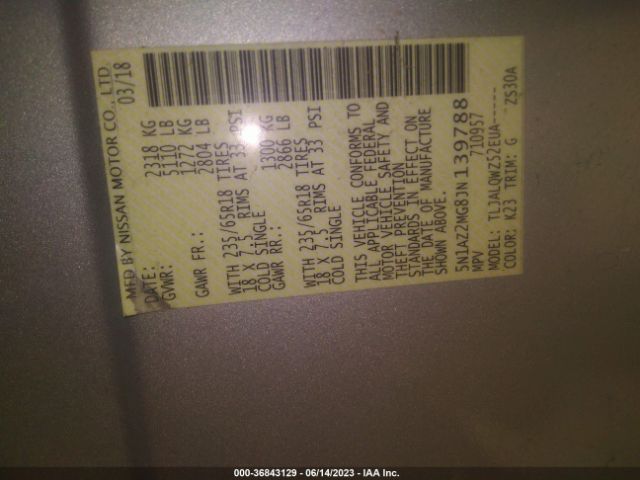 MFD BY NISSAN MOTOR CO., LTD.
DATE: 03/18
GVWR: 2318 KG
5110 LB
GAWR FR.: 1272 KG
2804 LB
WITH 235/65R18 TIRES
18 X 7.5 RIMS AT 33 PSI
COLD SINGLE
GAWR RR.: 1300 KG
2866 LB
WITH 235/65R18 TIRES
18 X 7.5 RIMS AT 33 PSI
COLD SINGLE
THIS VEHICLE CONFORMS TO
ALL APPLICABLE FEDERAL
MOTOR VEHICLE SAFETY AND
THEFT PREVENTION
STANDARDS IN EFFECT ON
THE DATE OF MANUFACTURE
SHOWN ABOVE.
5N1AZ2MG8JN139788
MPV 710957
MODEL: TLJALQWZ52EUA-----
COLOR: K23 TRIM: G ZS30A
000-36843129 - 06/14/2023 - IAA Inc.